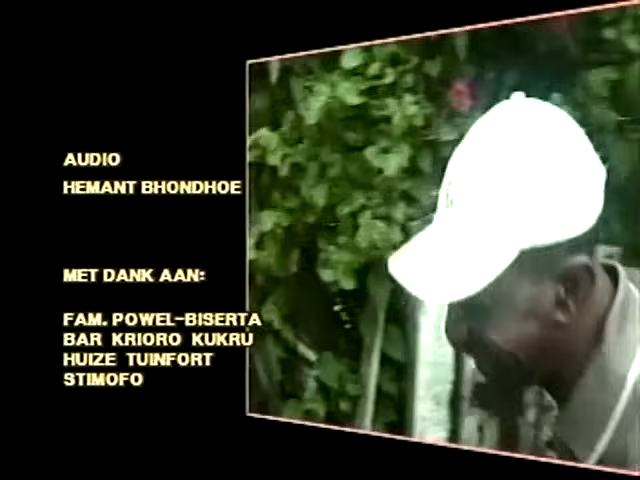 AUDIO
HEMANT BHONDHOE
MET DANK AAN:
FAM. POWEL-BISERTA
BAR KRIORO KUKRU
HUIZE TUINFORT
STIMOFO